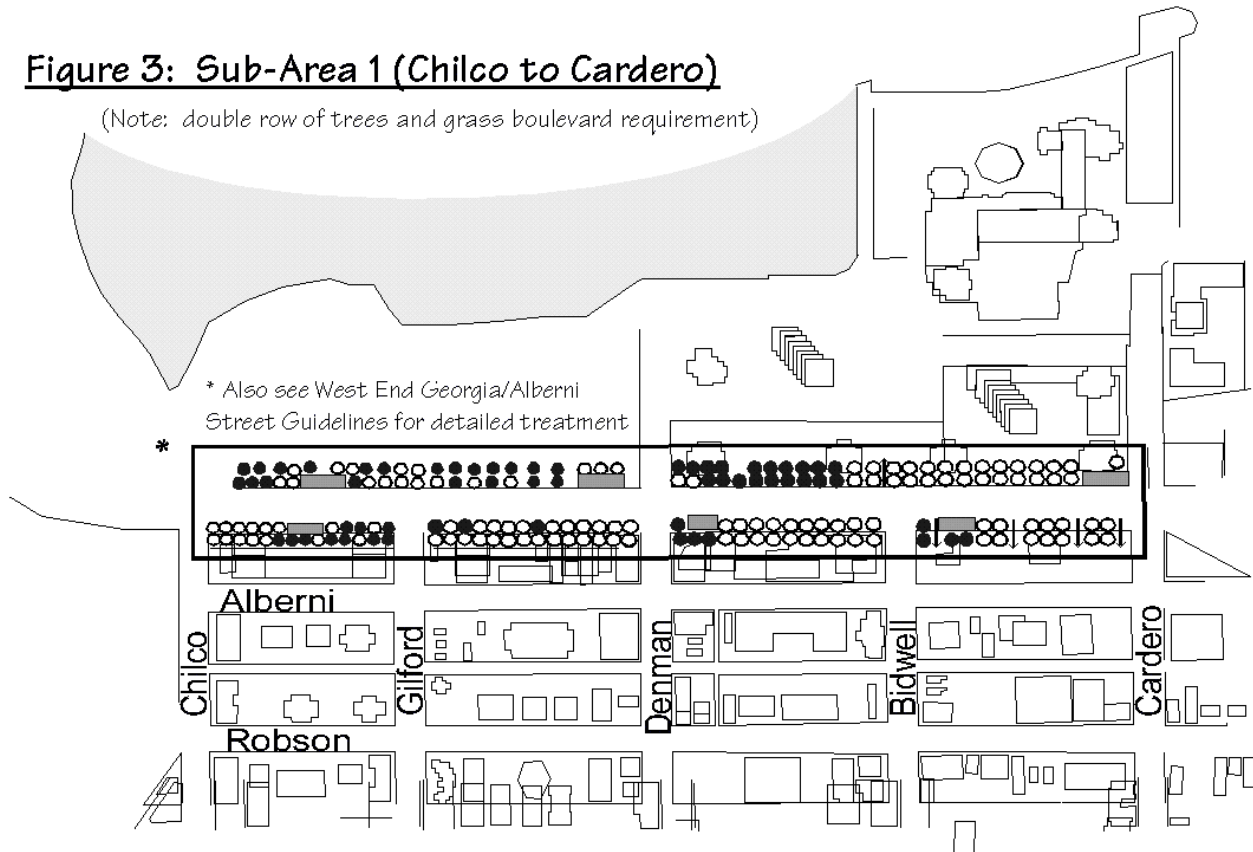 Figure 3: Sub-Area 1 (Chilco to Cardero)
(Note: double row of trees and grass boulevard requirement)
* Also see West End Georgia/Alberni
Street Guidelines for detailed treatment
*
Alberni
Chilco
Gilford
Denman
Bidwell
Cardero
Robson